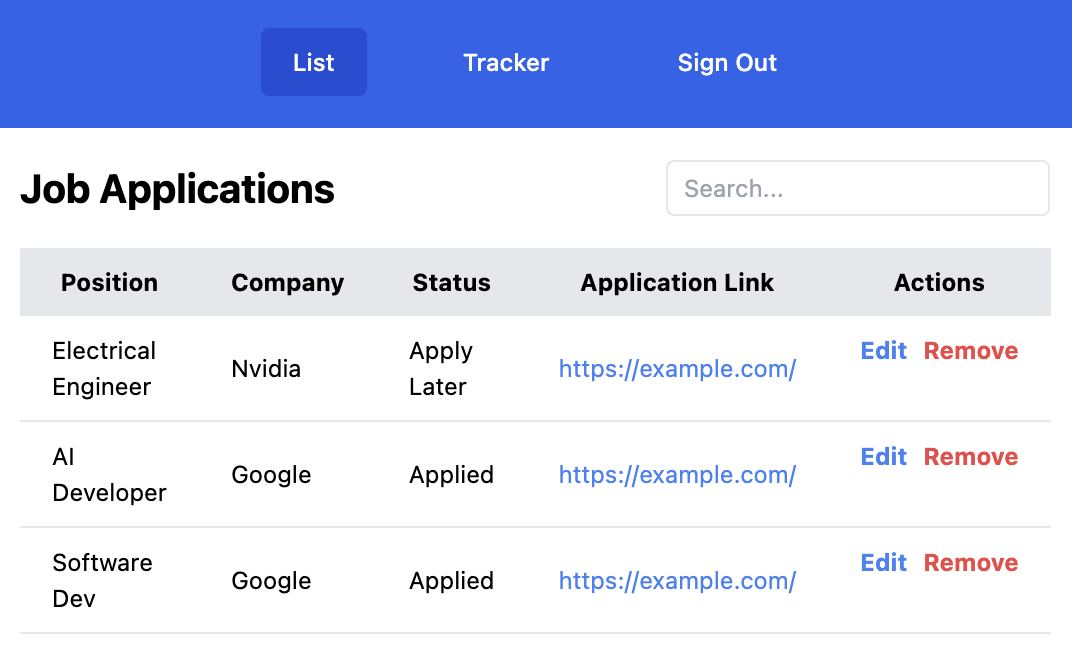 List Tracker Sign Out
Job Applications
Search...
Position Company Status Application Link Actions
Electrical Engineer Nvidia Apply Later https://example.com/ Edit Remove
AI Developer Google Applied https://example.com/ Edit Remove
Software Dev Google Applied https://example.com/ Edit Remove